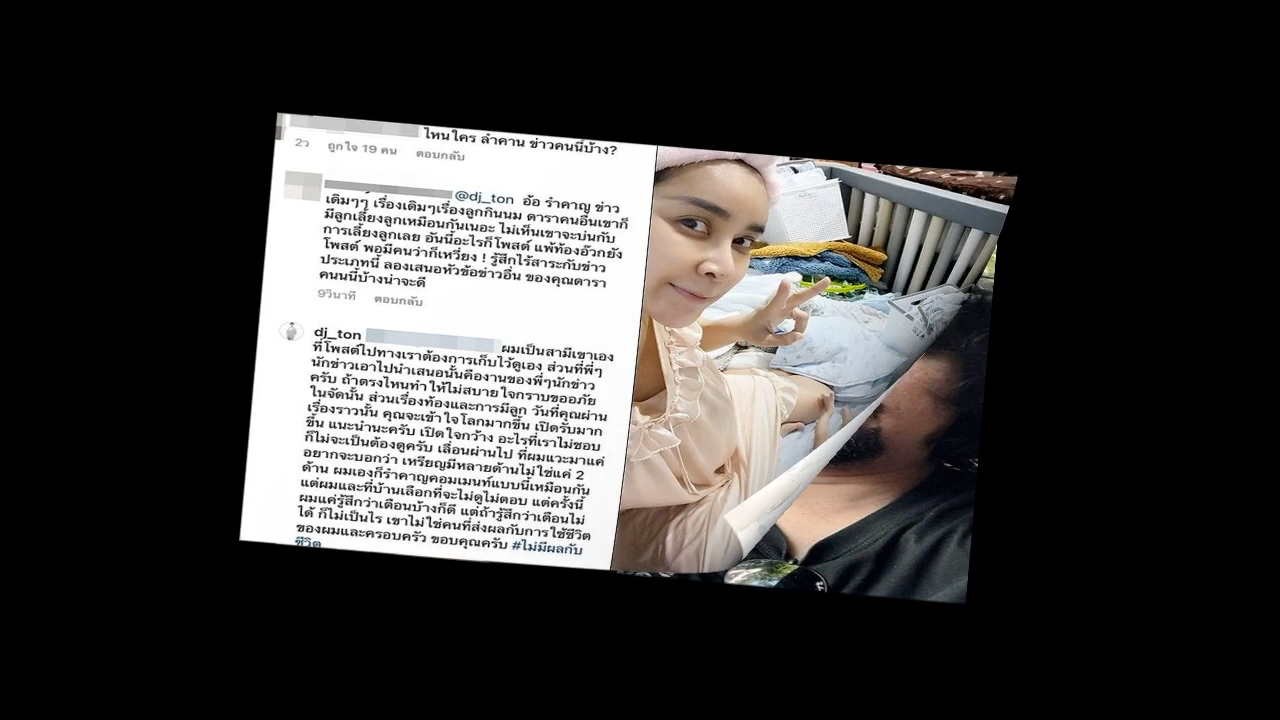 ไหนใคร ลำคาน ข่าวคนนี้บ้าง?
2ว ถูกใจ 19 คน ตอบกลับ
@dj_ton อ้อ รำคาญ ข่าว
เดิมๆๆ เรื่องเดิมๆเรื่องลูกกินนม ดาราคนอื่นเขาก็
มีลูกเลี้ยงลูกเหมือนกันเนอะ ไม่เห็นเขาจะบ่นกับ
การเลี้ยงลูกเลย อันนี้อะไรก็โพสต์ แพ้ท้องอ๊วกยัง
โพสต์ พอมีคนว่าก็เหวี่ยง ! รู้สึกไร้สาระกับข่าว
ประเภทนี้ ลองเสนอหัวข้อข่าวอื่น ของคุณดารา
คนนนี้บ้างน่าจะดี
9วินาที ตอบกลับ
dj_ton ผมเป็นสามีเขาเอง
ที่โพสต์ไปทางเราต้องการเก็บไว้ดูเอง ส่วนที่พี่ๆ
นักข่าวเอาไปนำเสนอนั้นคืองานของพี่ๆนักข่าว
ครับ ถ้าตรงไหนทำให้ไม่สบายใจกราบขออภัย
ในจัดนั้น ส่วนเรื่องท้องและการมีลูก วันที่คุณผ่าน
เรื่องราวนั้น คุณจะเข้าใจโลกมากขึ้น เปิดรับมาก
ขึ้น แนะนำนะครับ เปิดใจกว้าง อะไรที่เราไม่ชอบ
ก็ไม่จะเป็นต้องดูครับ เลื่อนผ่านไป ที่ผมแวะมาแค่
อยากจะบอกว่า เหรียญมีหลายด้านไม่ใช่แค่ 2
ด้าน ผมเองก็รำคาญคอมเมนท์แบบนี้เหมือนกัน
แต่ผมและที่บ้านเลือกที่จะไม่ดูไม่ตอบ แต่ครั้งนี้
ผมแค่รู้สึกว่าเตือนบ้างก็ดี แต่ถ้ารู้สึกว่าเตือนไม่
ได้ ก็ไม่เป็นไร เขาไม่ใช่คนที่ส่งผลกับการใช้ชีวิต
ของผมและครอบครัว ขอบคุณครับ #ไม่มีผลกับ
ชีวิต